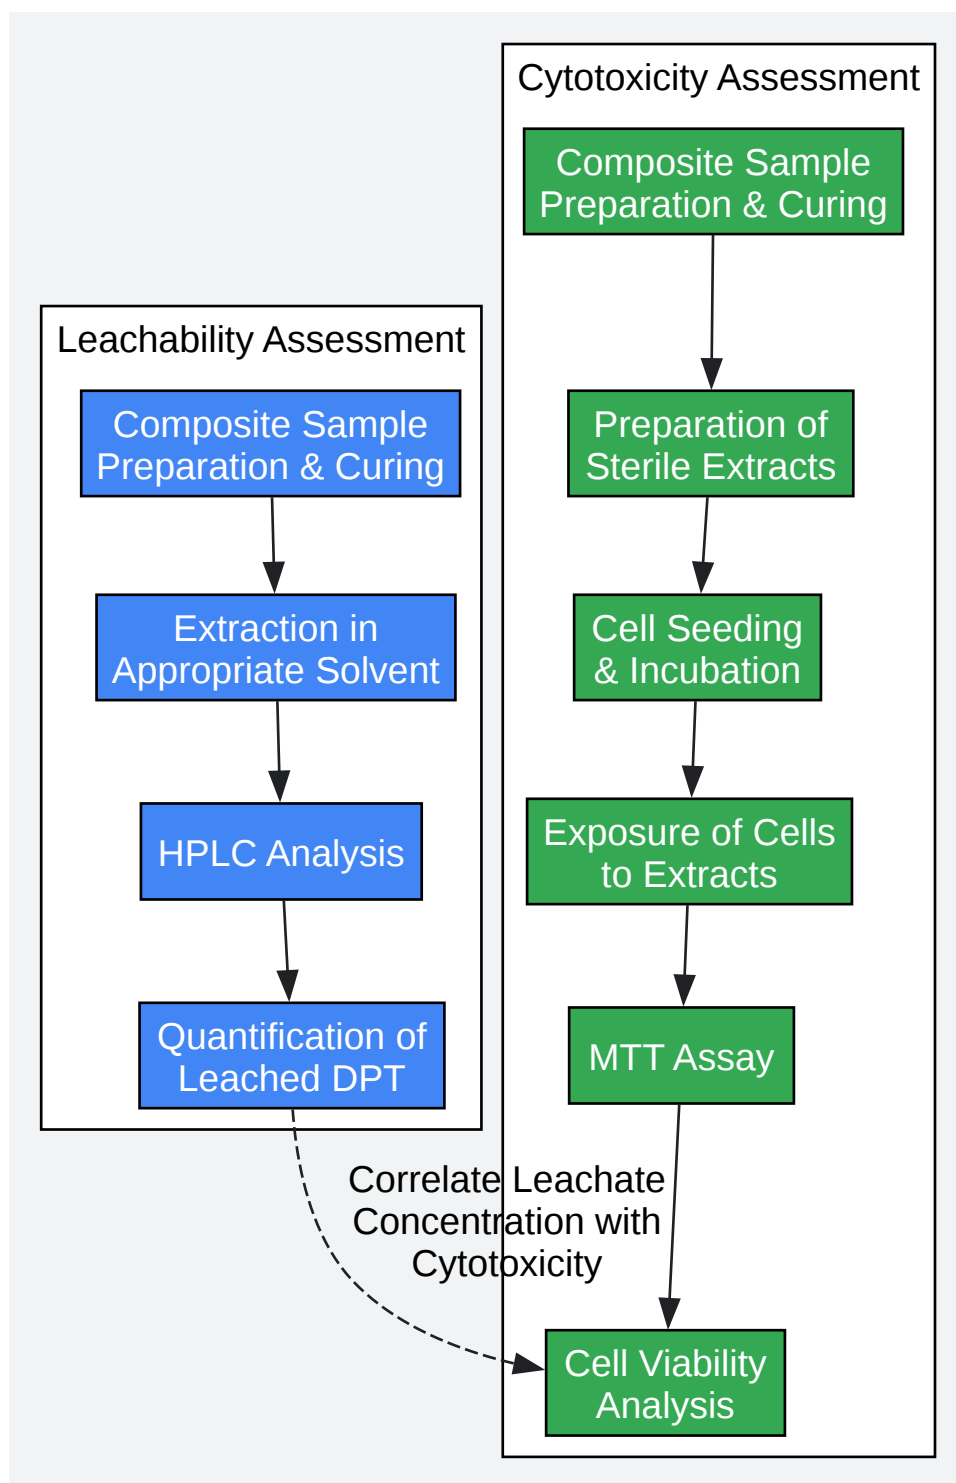 Cytotoxicity Assessment
Composite Sample
Preparation & Curing
Preparation of
Sterile Extracts
Cell Seeding
& Incubation
Exposure of Cells
to Extracts
MTT Assay
Cell Viability
Analysis
Leachability Assessment
Composite Sample
Preparation & Curing
Extraction in
Appropriate Solvent
HPLC Analysis
Quantification of
Leached DPT
Correlate Leachate
Concentration with
Cytotoxicity